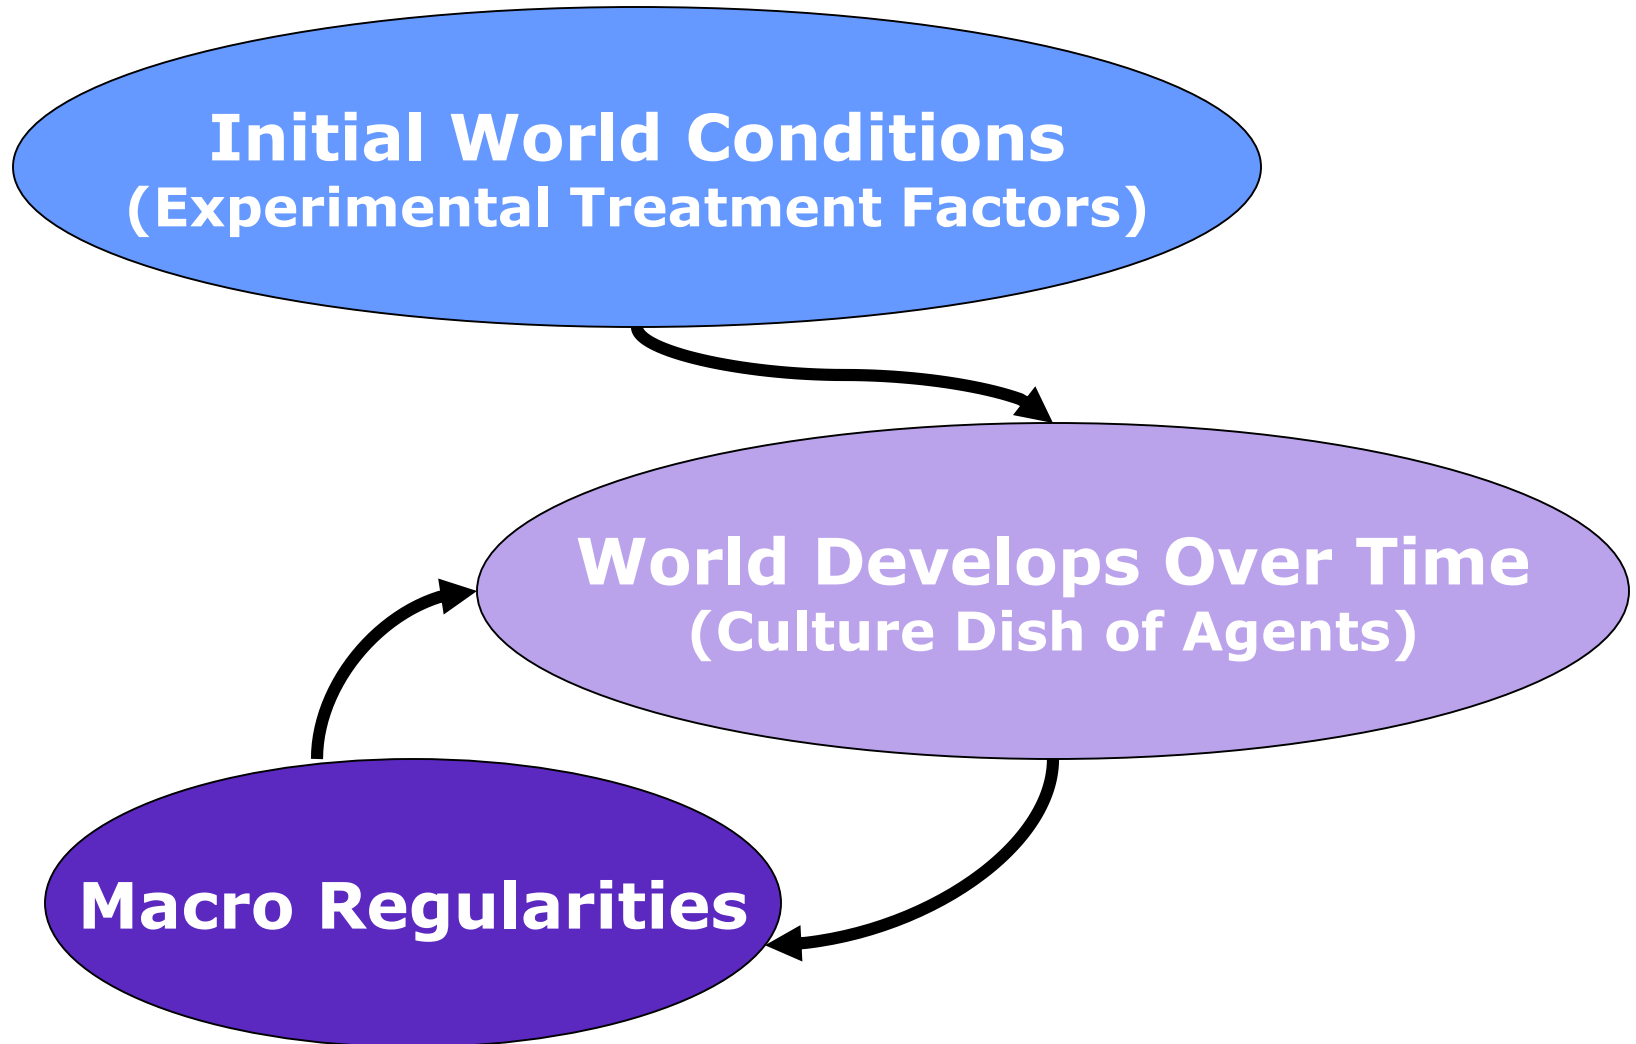 Initial World Conditions
(Experimental Treatment Factors)
World Develops Over Time
(Culture Dish of Agents)
Macro Regularities